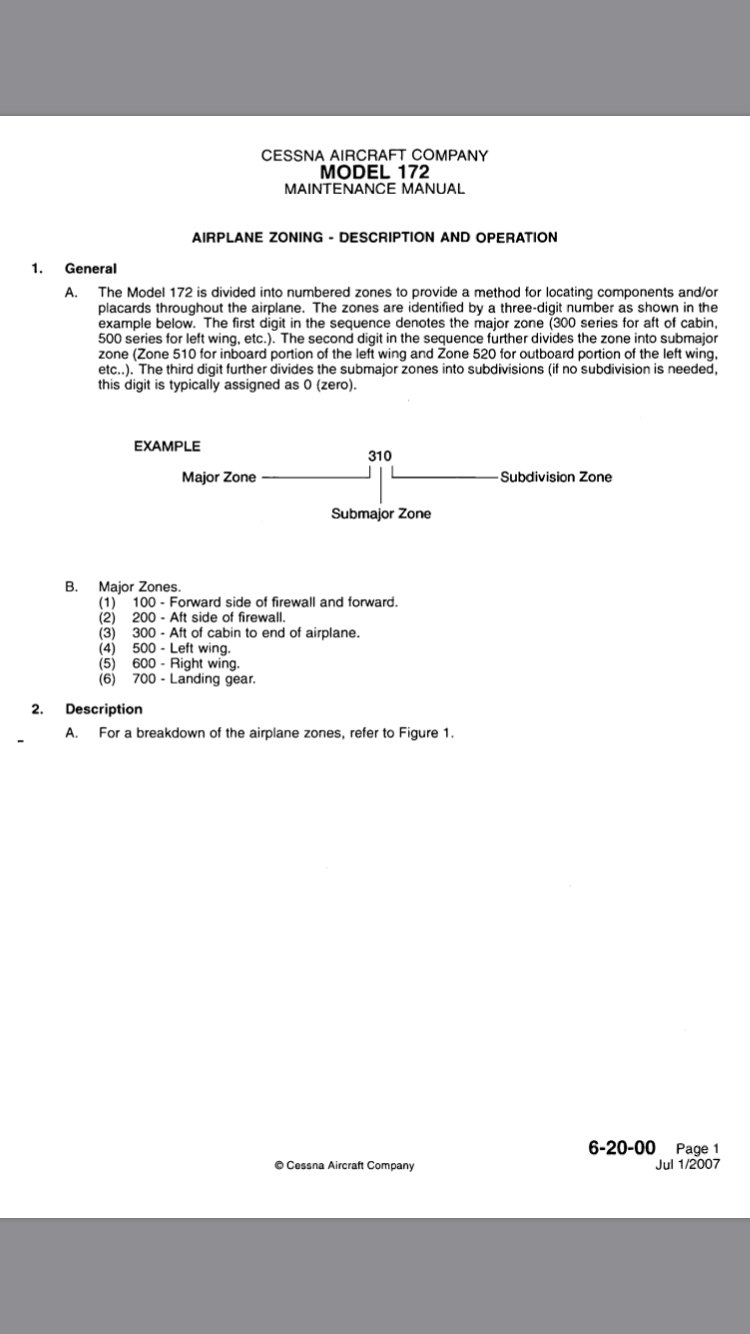 CESSNA AIRCRAFT COMPANY
MODEL 172
MAINTENANCE MANUAL
AIRPLANE ZONING - DESCRIPTION AND OPERATION
1. General
A. The Model 172 is divided into numbered zones to provide a method for locating components and/or
placards throughout the airplane. The zones are identified by a three-digit number as shown in the
example below. The first digit in the sequence denotes the major zone (300 series for aft of cabin,
500 series for left wing, etc.). The second digit in the sequence further divides the zone into submajor
zone (Zone 510 for inboard portion of the left wing and Zone 520 for outboard portion of the left wing,
etc..). The third digit further divides the submajor zones into subdivisions (if no subdivision is needed,
this digit is typically assigned as 0 (zero).
EXAMPLE
310
Major Zone
Subdivision Zone
Submajor Zone
B. Major Zones.
(1) 100 - Forward side of firewall and forward.
(2) 200 - Aft side of firewall.
(3) 300 - Aft of cabin to end of airplane.
(4) 500 - Left wing.
(5) 600 - Right wing.
(6) 700 - Landing gear.
2. Description
A. For a breakdown of the airplane zones, refer to Figure 1.
6-20-00 Page 1
© Cessna Aircraft Company
Jul 1/2007